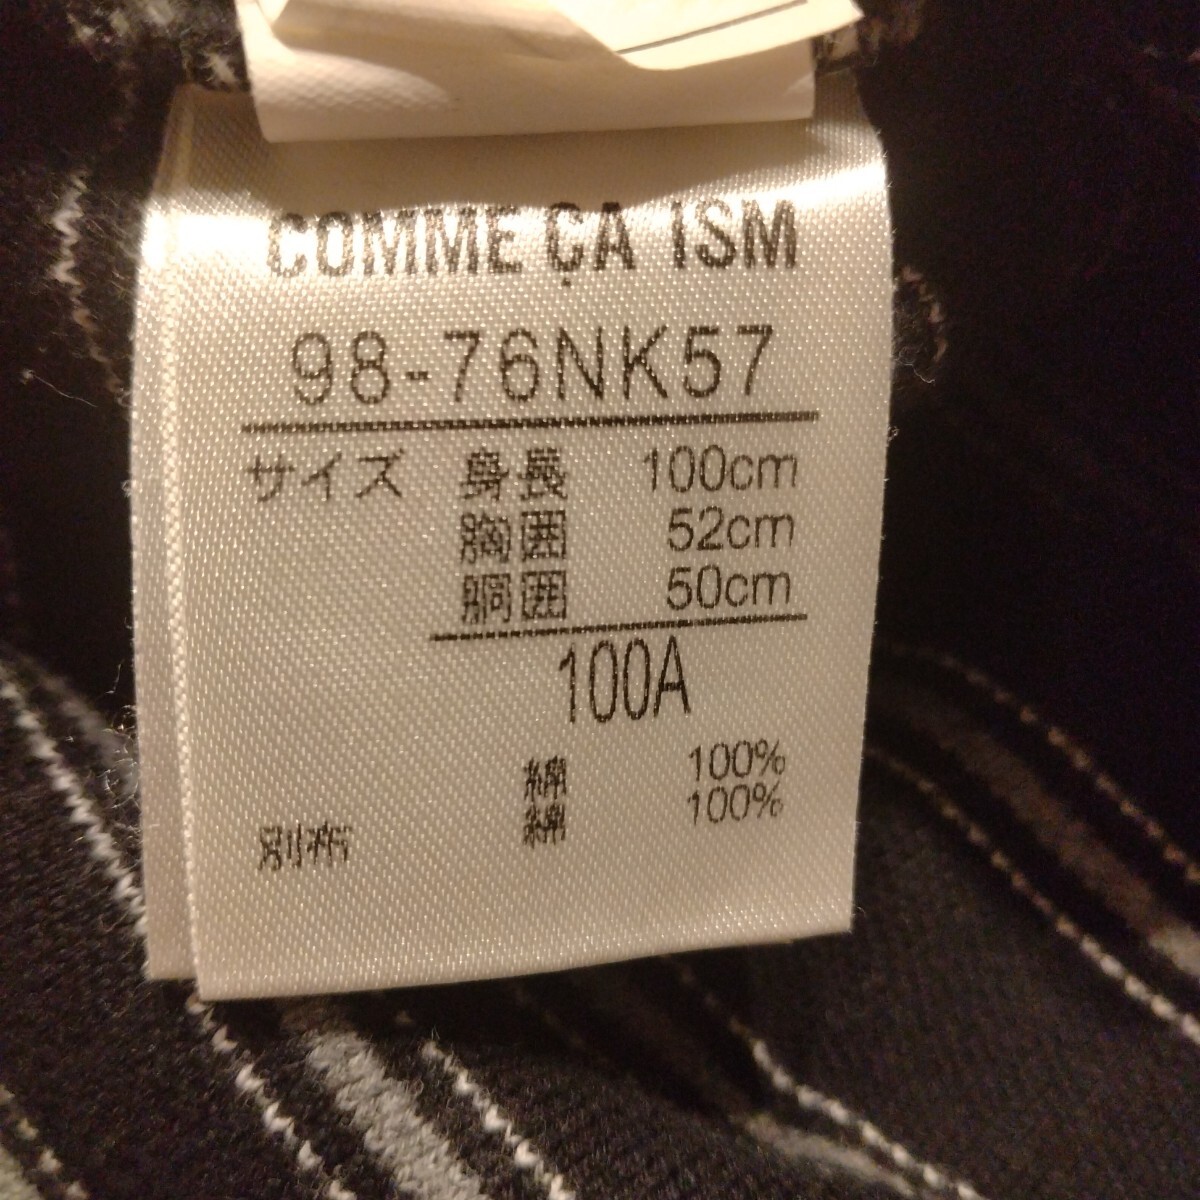 COMME ÇA ISM
98-76NK57
サイズ 身長 100cm
胸囲 52cm
胴囲 50cm
100A
綿 100%
別布 綿 100%